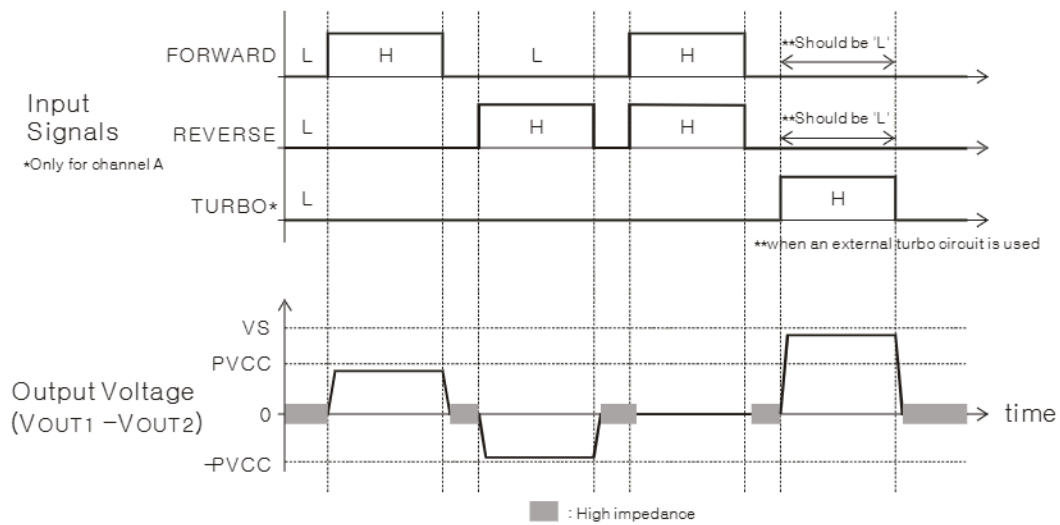 FORWARD L H L H **Should be 'L'
Input
Signals
*Only for channel A
REVERSE L H H **Should be 'L'
TURBO* L H
**when an external turbo circuit is used
VS
PVCC
Output Voltage
(VOUT1 -VOUT2)
0
time
-PVCC
: High impedance